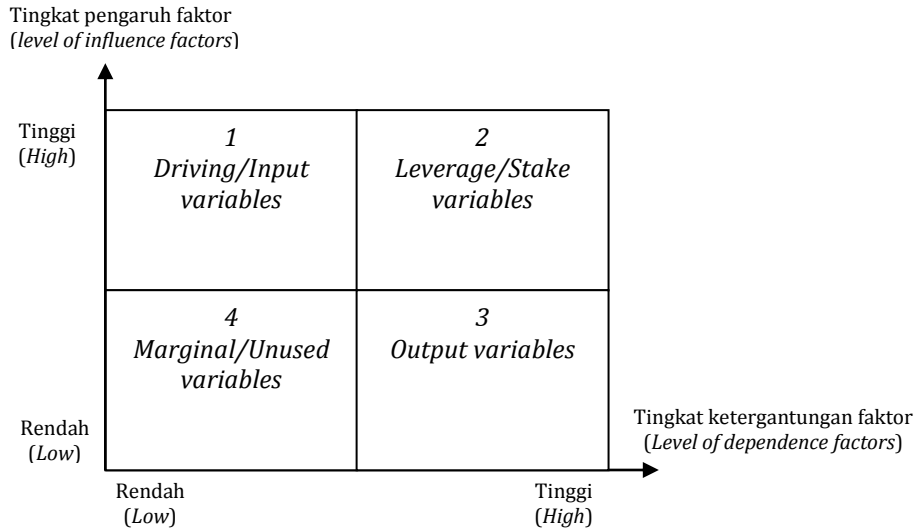 Tingkat pengaruh faktor
(level of influence factors)
Tinggi
(High)
1
Driving/Input
variables
2
Leverage/Stake
variables
4
Marginal/Unused
variables
3
Output variables
Rendah
(Low)
Tingkat ketergantungan faktor
(Level of dependence factors)
Rendah
(Low)
Tinggi
(High)